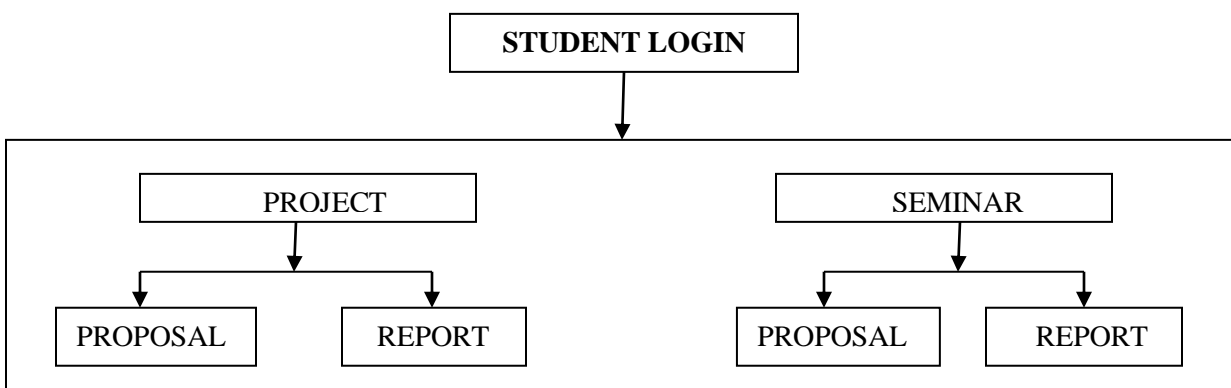 STUDENT LOGIN
PROJECT
SEMINAR
PROPOSAL
REPORT
PROPOSAL
REPORT